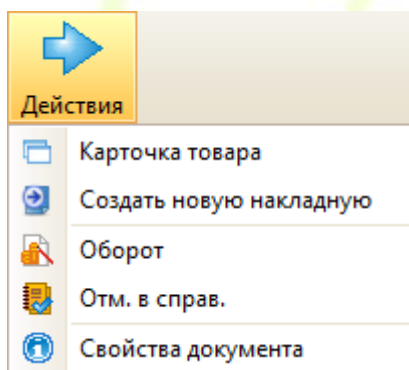 Действия
Карточка товара
Создать новую накладную
Оборот
Отм. в справ.
Свойства документа